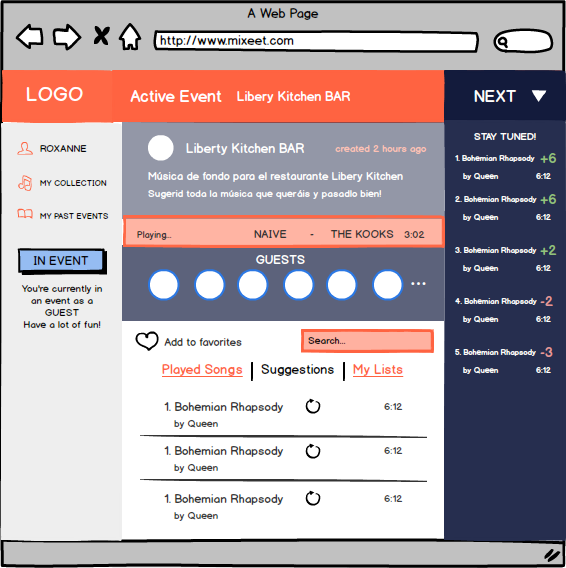 A Web Page
http://www.mixeet.com
LOGO
Active Event Libery Kitchen BAR
NEXT
ROXANNE
MY COLLECTION
MY PAST EVENTS
IN EVENT
You're currently in
an event as a
GUEST
Have a lot of fun!
Liberty Kitchen BAR created 2 hours ago
Música de fondo para el restaurante Libery Kitchen
Sugerid toda la música que queráis y pasadlo bien!
Playing... NAIVE - THE KOOKS 3:02
GUESTS
...
Add to favorites
Search...
Played Songs Suggestions My Lists
1. Bohemian Rhapsody 6:12
by Queen
1. Bohemian Rhapsody 6:12
by Queen
1. Bohemian Rhapsody 6:12
by Queen
STAY TUNED!
1. Bohemian Rhapsody +6
by Queen 6:12
2. Bohemian Rhapsody +6
by Queen 6:12
3. Bohemian Rhapsody +2
by Queen 6:12
4. Bohemian Rhapsody -2
by Queen 6:12
5. Bohemian Rhapsody -3
by Queen 6:12